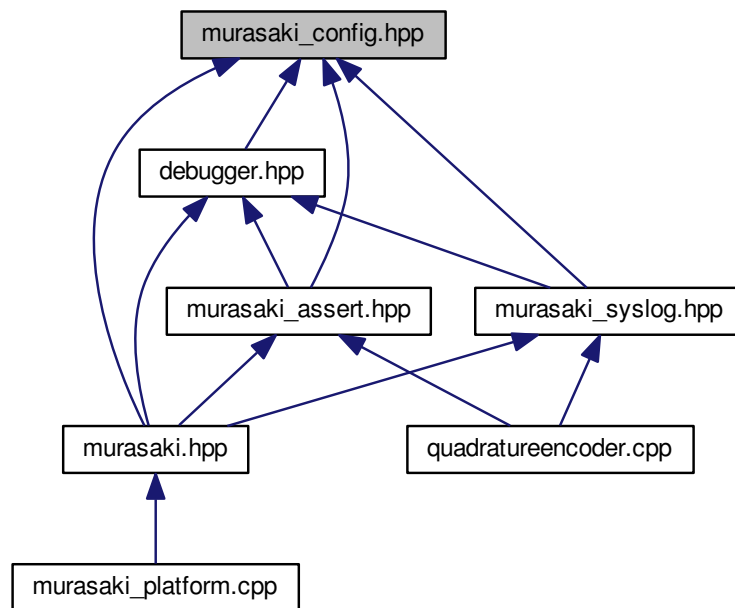 murasaki_config.hpp
debugger.hpp
murasaki_assert.hpp
murasaki_syslog.hpp
murasaki.hpp
quadratureencoder.cpp
murasaki_platform.cpp